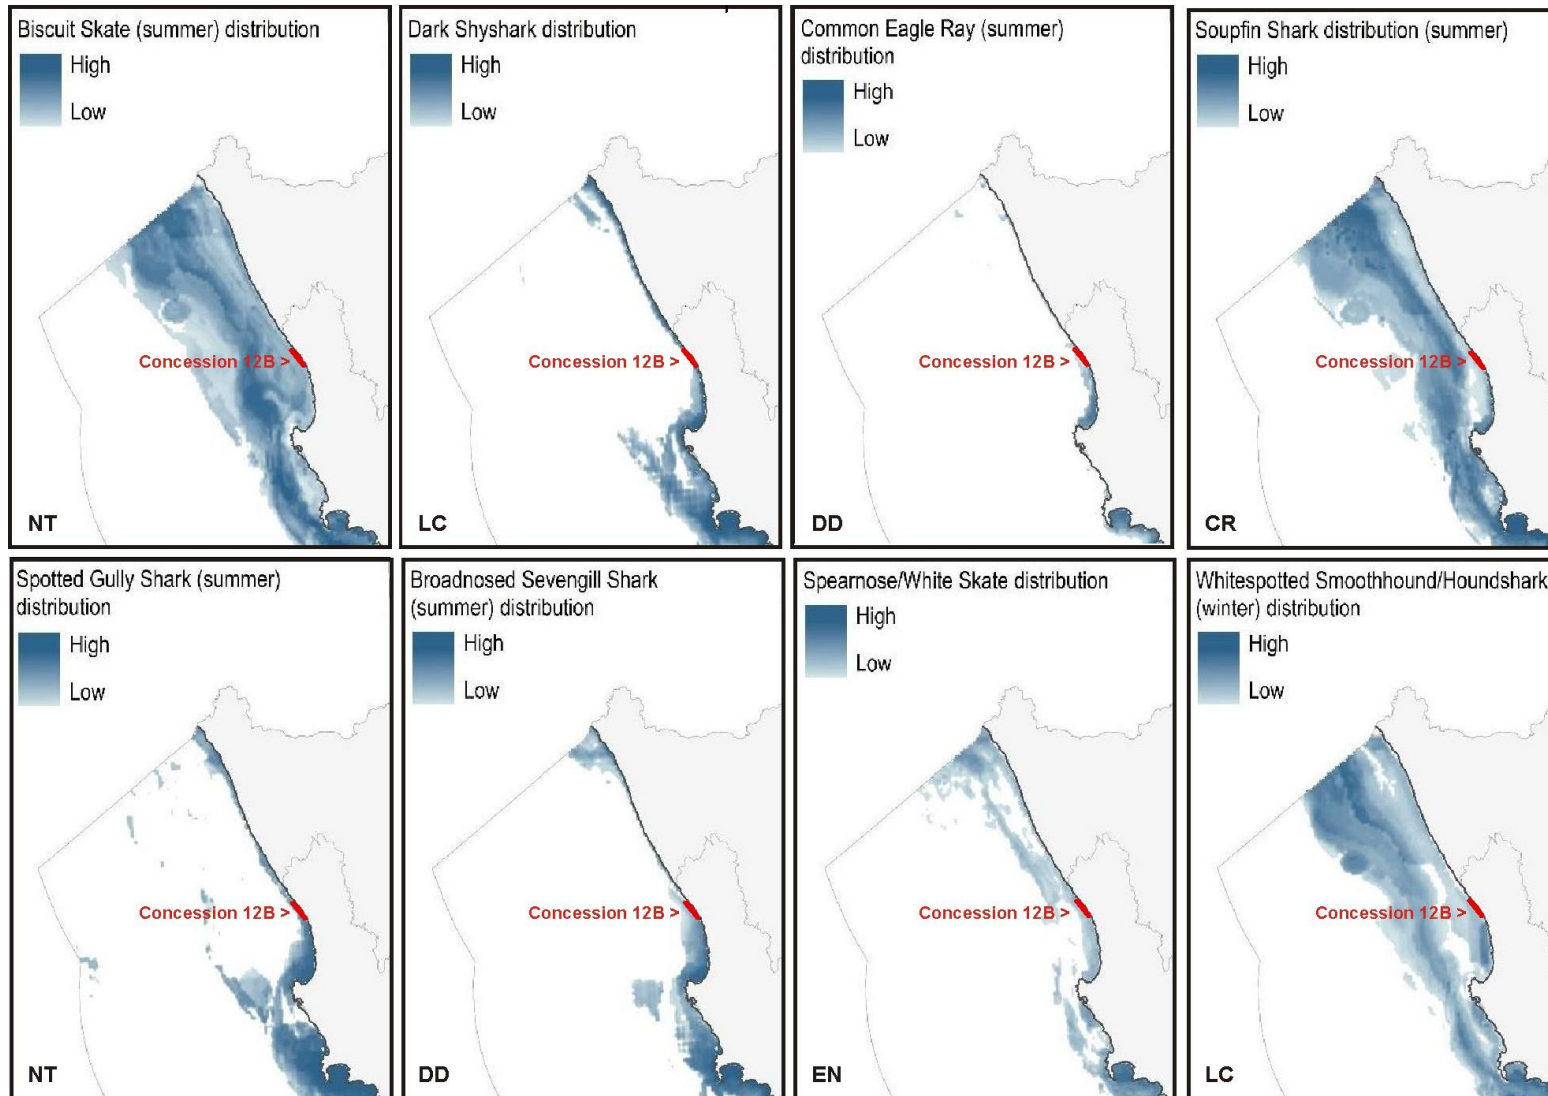 Biscuit Skate (summer) distribution
High
Low
Concession 12B >
NT
Dark Shyshark distribution
High
Low
Concession 12B >
LC
Common Eagle Ray (summer)
distribution
High
Low
Concession 12B >
DD
Soupfin Shark distribution (summer)
High
Low
Concession 12B >
CR
Spotted Gully Shark (summer)
distribution
High
Low
Concession 12B >
NT
Broadnosed Sevengill Shark
(summer) distribution
High
Low
Concession 12B >
DD
Spearnose/White Skate distribution
High
Low
Concession 12B >
EN
Whitespotted Smoothhound/Houndshark
(winter) distribution
High
Low
Concession 12B >
LC